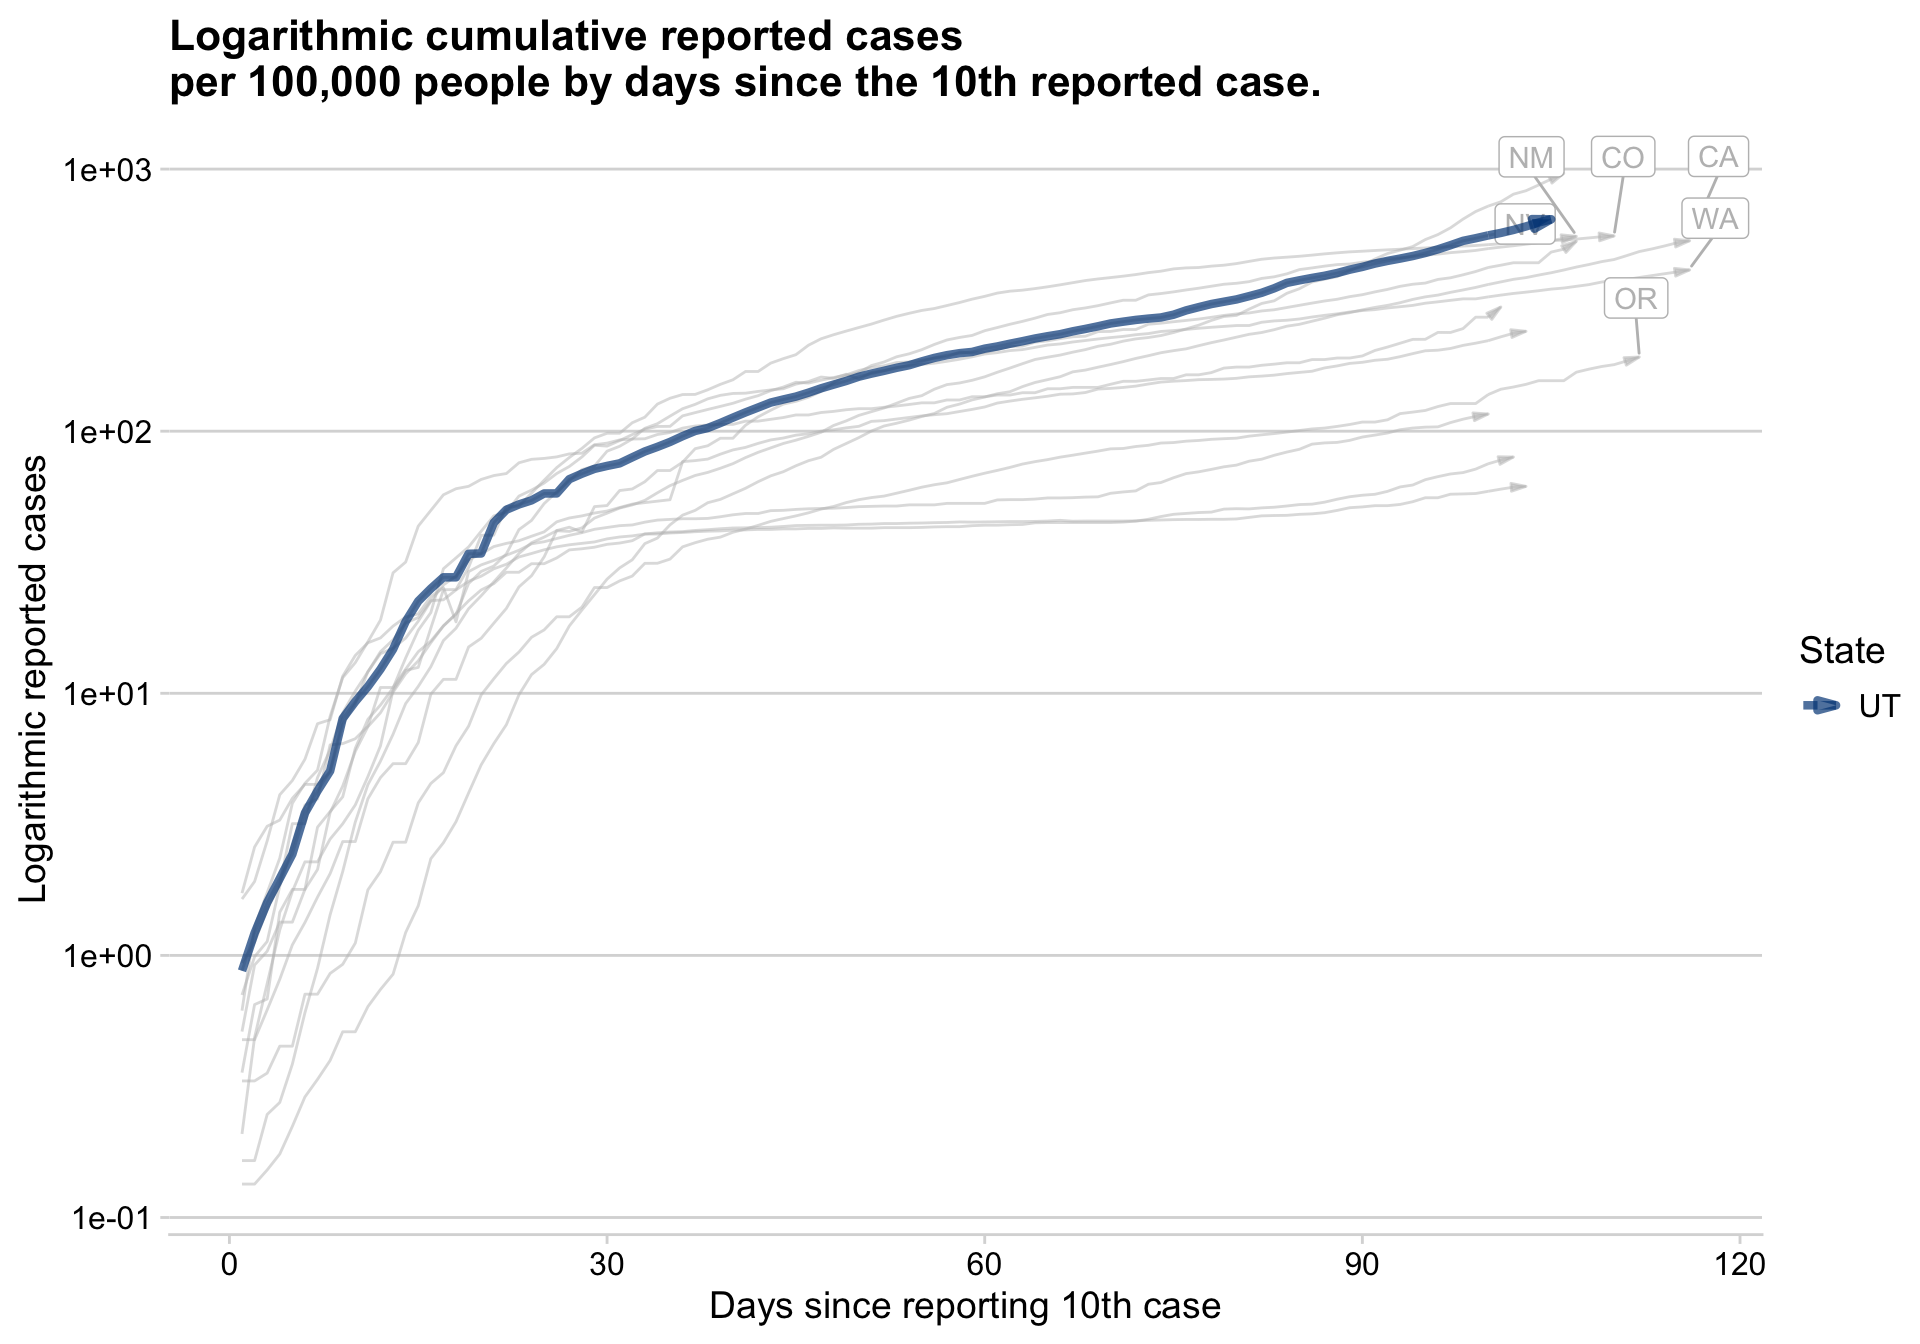 Logarithmic cumulative reported cases
per 100,000 people by days since the 10th reported case.
1e+03
1e+02
1e+01
1e+00
1e-01
Logarithmic reported cases
NM
CO
CA
NV
WA
OR
State
UT
0
30
60
90
120
Days since reporting 10th case